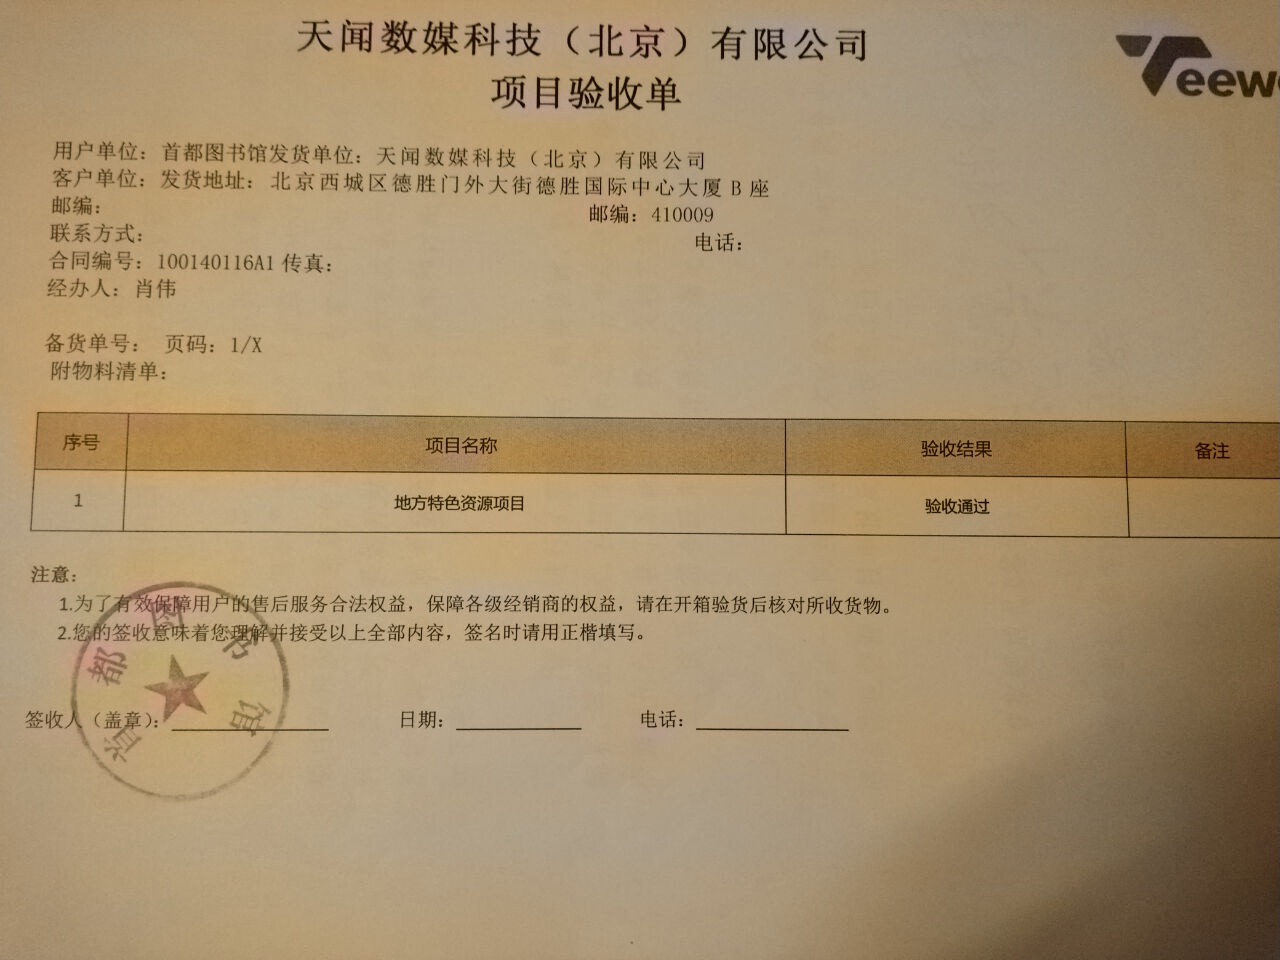 天闻数媒科技（北京）有限公司
Teewo
项目验收单
用户单位：首都图书馆发货单位：天闻数媒科技（北京）有限公司
客户单位：发货地址：北京西城区德胜门外大街德胜国际中心大厦 B 座
邮编： 邮编：410009
联系方式： 电话：
合同编号：100140116A1 传真：
经办人：肖伟
备货单号： 页码：1/X
附物料清单：
序号 项目名称 验收结果 备注
1 地方特色资源项目 验收通过
注意：
1.为了有效保障用户的售后服务合法权益，保障各级经销商的权益，请在开箱验货后核对所收货物。
2.您的签收意味着您理解并接受以上全部内容，签名时请用正楷填写。
签收人（盖章）： 日期： 电话：
首都图书馆